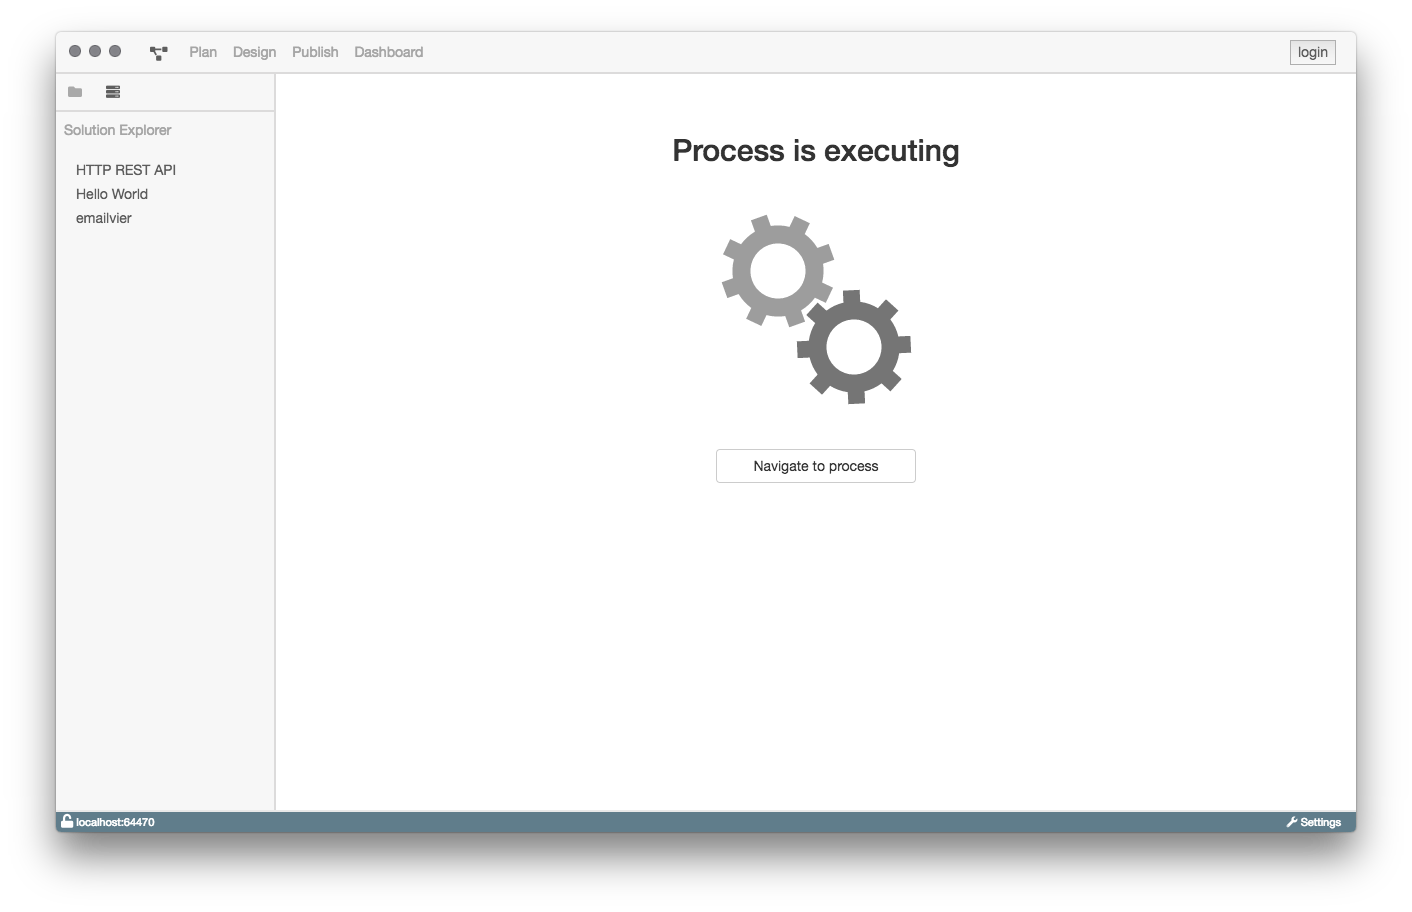 Plan Design Publish Dashboard login
Solution Explorer
HTTP REST API
Hello World
emailvier
Process is executing
Navigate to process
localhost:64470 Settings